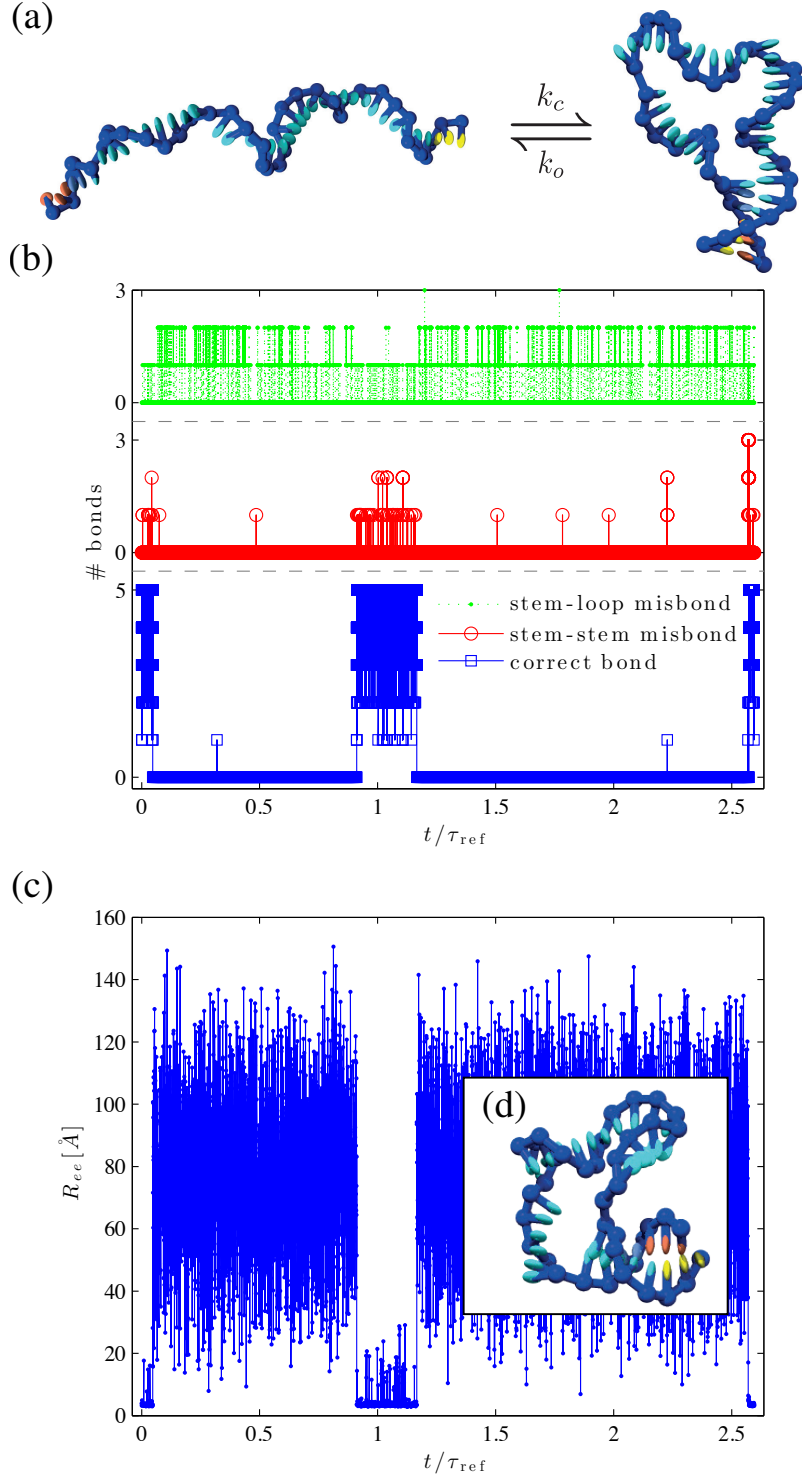 (a)
k_c
k_o
(b)
3
0
3
0
5
0
# bonds
stem-loop misbond
stem-stem misbond
correct bond
0 0.5 1 1.5 2 2.5
t/τ_ref
(c)
160
140
120
100
80
60
40
20
0
R_ee[Å]
(d)
0 0.5 1 1.5 2 2.5
t/τ_ref